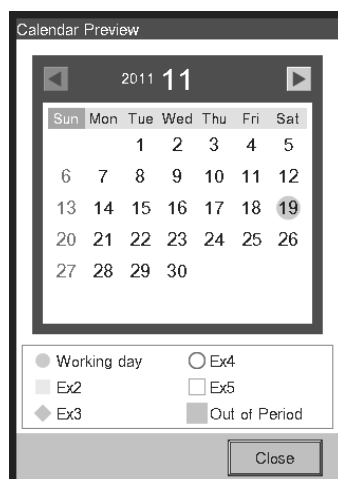 Calendar Preview
2011 11
Sun Mon Tue Wed Thu Fri Sat
1 2 3 4 5
6 7 8 9 10 11 12
13 14 15 16 17 18 19
20 21 22 23 24 25 26
27 28 29 30
Working day Ex4
Ex2 Ex5
Ex3 Out of Period
Close